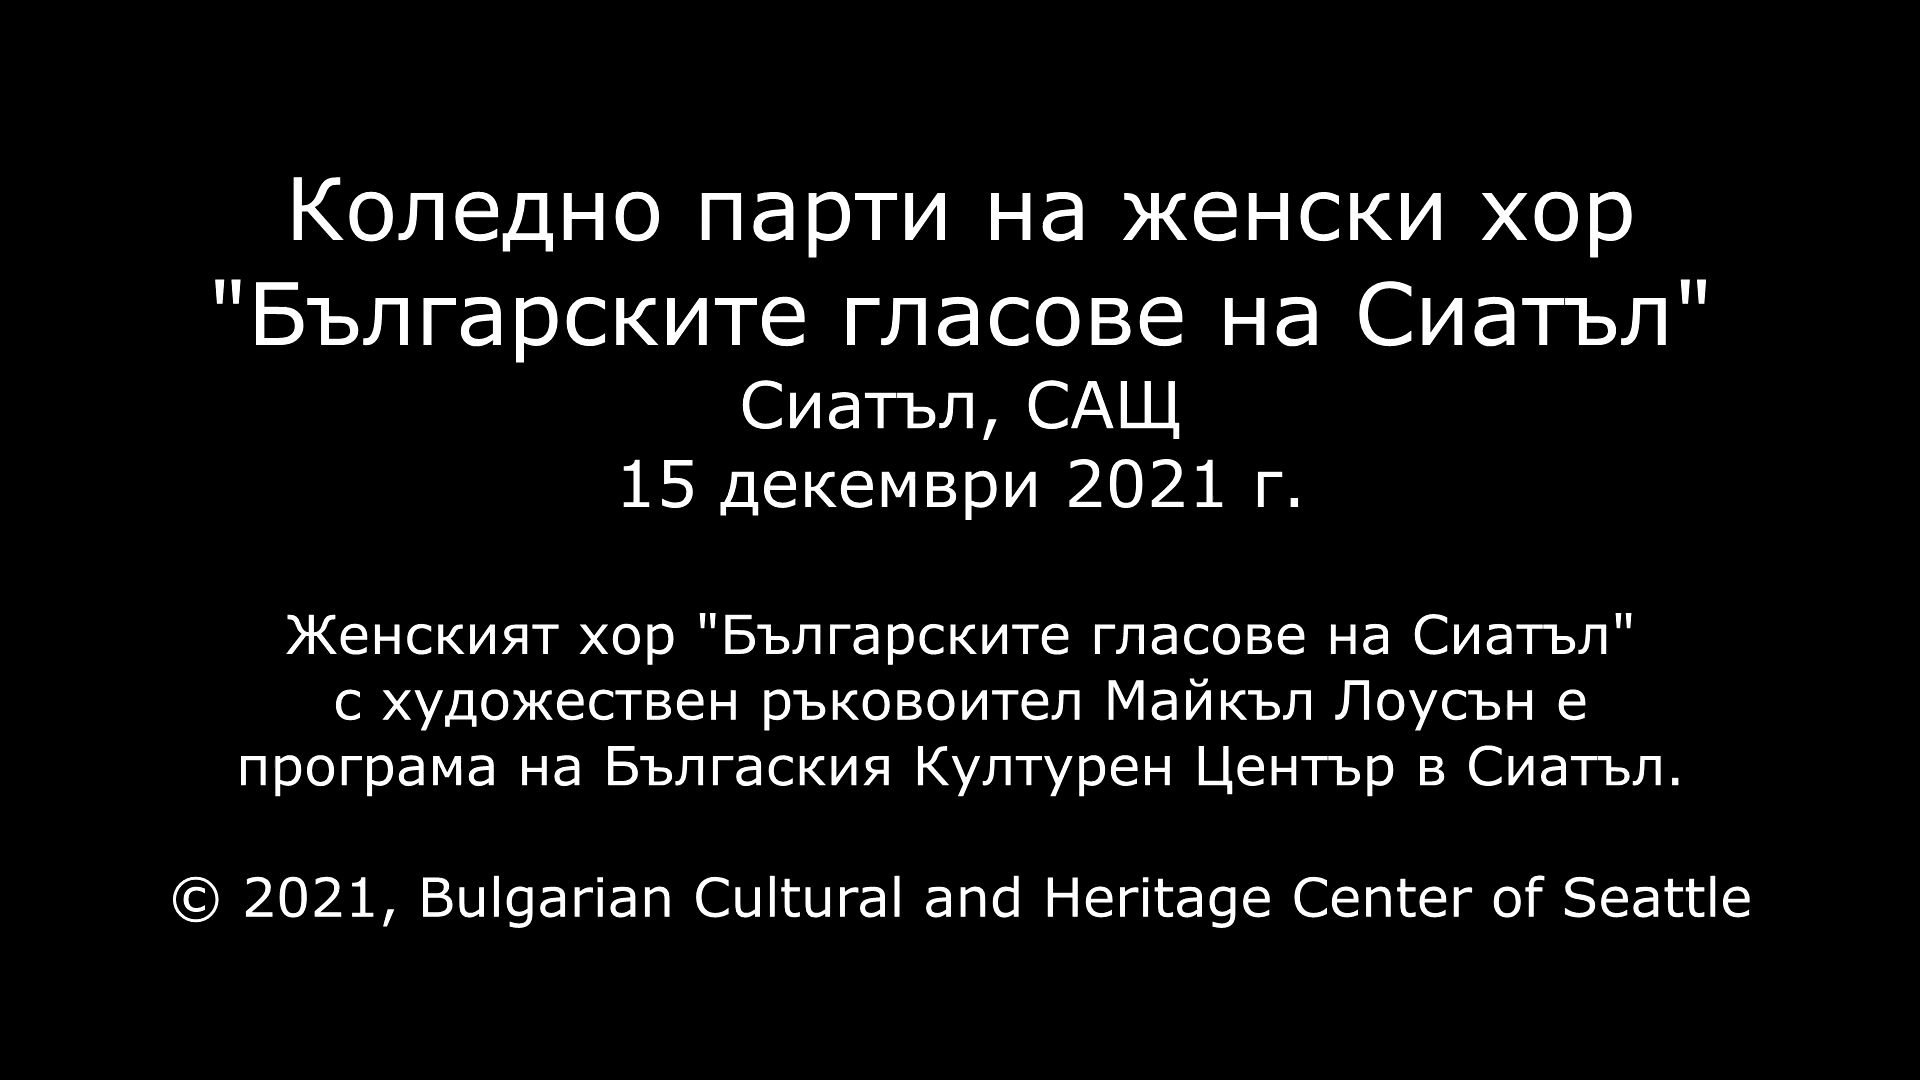 Коледно парти на женски хор
"Българските гласове на Сиатъл"
Сиатъл, САЩ
15 декември 2021 г.
Женският хор "Българските гласове на Сиатъл"
с художествен ръковоител Майкъл Лоусън е
програма на Бългаския Културен Център в Сиатъл.
© 2021, Bulgarian Cultural and Heritage Center of Seattle